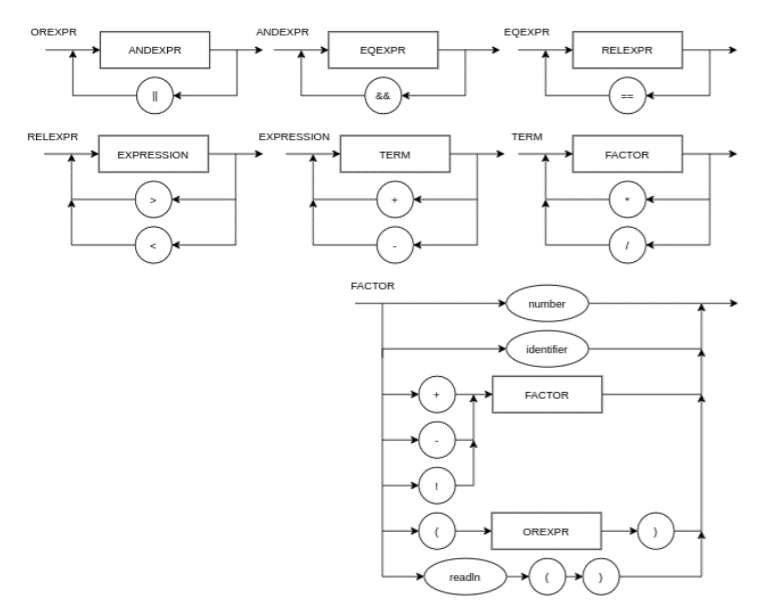 OREXPR ANDEXPR EQEXPR
ANDEXPR EQEXPR RELEXPR
|| && ==
RELEXPR EXPRESSION TERM
EXPRESSION TERM FACTOR
> + *
< - /
FACTOR
number
identifier
+ FACTOR
-
!
( OREXPR )
readln ( )